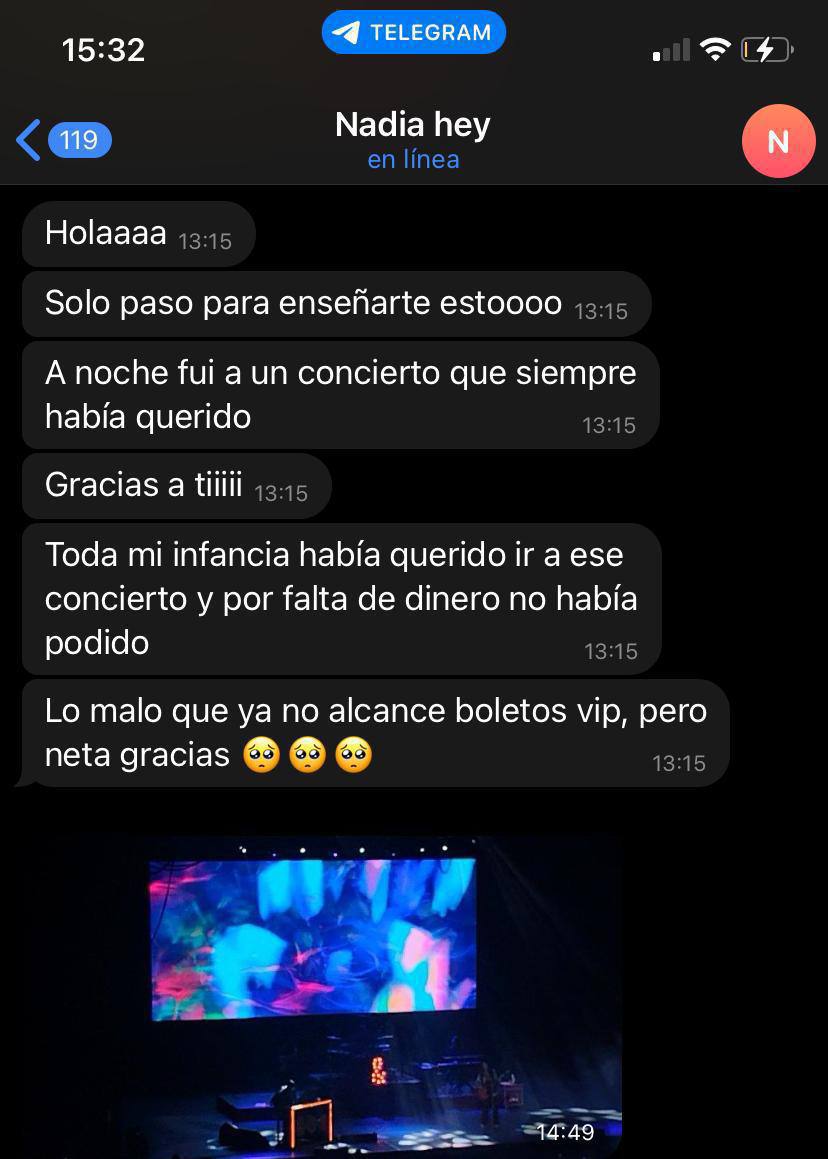 15:32
TELEGRAM
119
Nadia hey
en línea
N
Holaaaa 13:15
Solo paso para enseñarte estoooo 13:15
A noche fui a un concierto que siempre
había querido 13:15
Gracias a tiiiii 13:15
Toda mi infancia había querido ir a ese
concierto y por falta de dinero no había
podido 13:15
Lo malo que ya no alcance boletos vip, pero
neta gracias 🥺🥺🥺 13:15
14:49